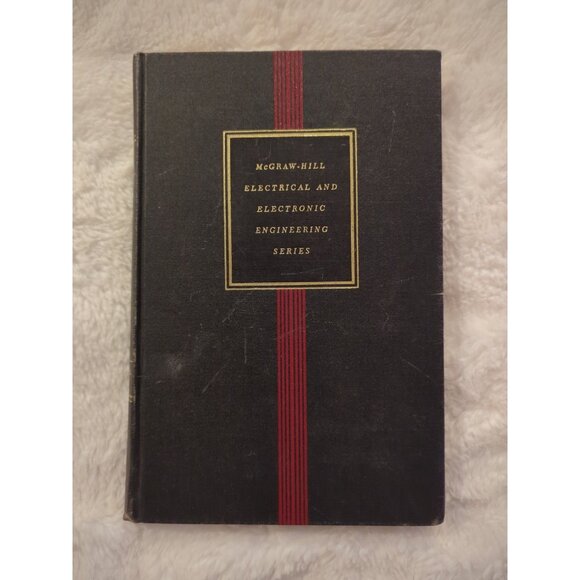 McGRAW-HILL
ELECTRICAL AND
ELECTRONIC
ENGINEERING
SERIES